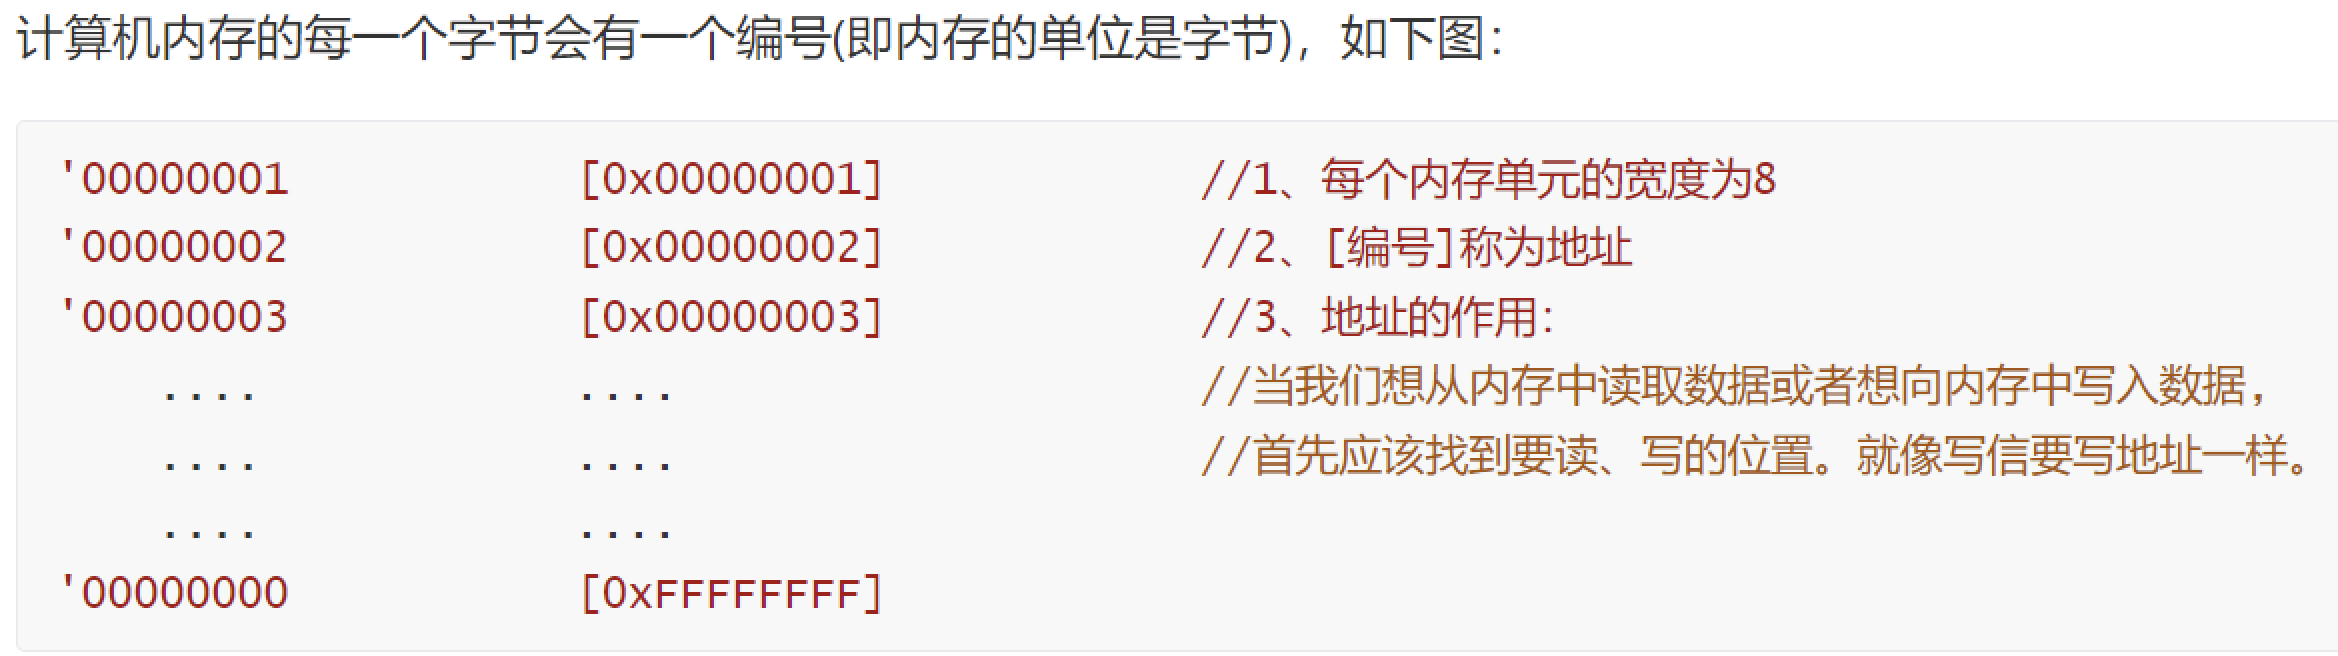 计算机内存的每一个字节会有一个编号(即内存的单位是字节)，如下图：
'00000001 [0x00000001] //1、每个内存单元的宽度为8
'00000002 [0x00000002] //2、[编号]称为地址
'00000003 [0x00000003] //3、地址的作用：
.... .... //当我们想从内存中读取数据或者想向内存中写入数据，
.... .... //首先应该找到要读、写的位置。就像写信要写地址一样。
.... ....
'00000000 [0xFFFFFFFF]